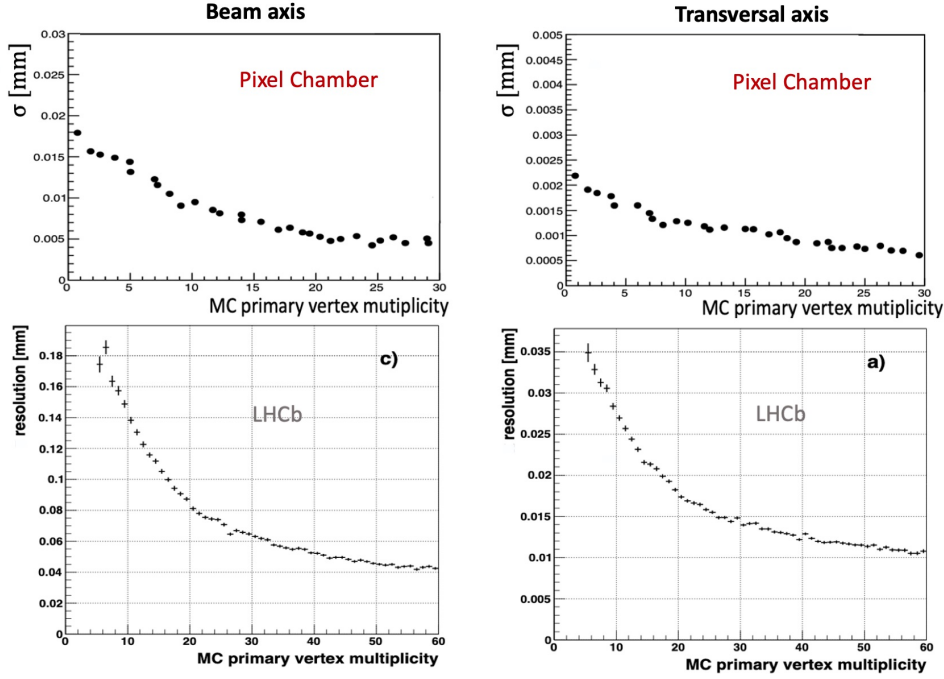 Beam axis
Transversal axis
σ [mm]
0.03
0.025
0.02
0.015
0.01
0.005
0
Pixel Chamber
0 5 10 15 20 25 30
MC primary vertex mutiplicity
σ [mm]
0.005
0.0045
0.004
0.0035
0.003
0.0025
0.002
0.0015
0.001
0.0005
Pixel Chamber
0 5 10 15 20 25 30
MC primary vertex mutiplicity
resolution [mm]
0.18
0.16
0.14
0.12
0.1
0.08
0.06
0.04
0.02
0
c)
LHCb
10 20 30 40 50 60
MC primary vertex multiplicity
resolution [mm]
0.035
0.03
0.025
0.02
0.015
0.01
0.005
0
a)
LHCb
0 10 20 30 40 50 60
MC primary vertex multiplicity